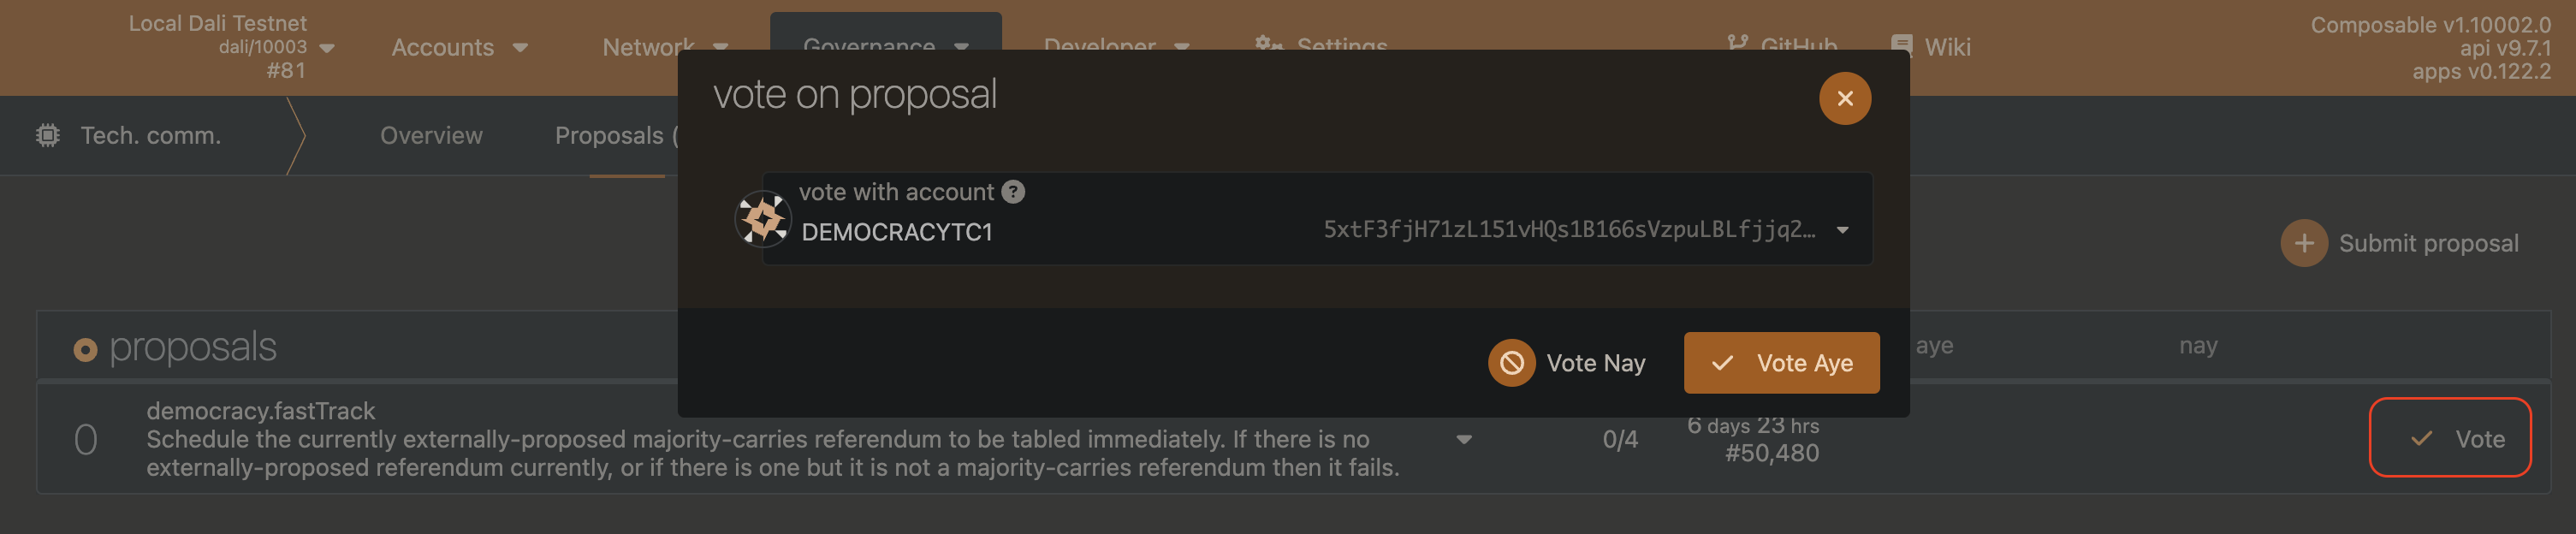 Local Dali Testnet
dali/10003
#81
Accounts
Network
Governance
Developer
Settings
GitHub
Wiki
Composable v1.10002.0
api v9.7.1
apps v0.122.2
Tech. comm.
Overview
Proposals (
vote on proposal
vote with account ?
DEMOCRACYTC1
5xtF3fjH71zL151vHQs1B166sVzpuLBLfjjq2…
Vote Nay
Vote Aye
Submit proposal
proposals
aye
nay
0
democracy.fastTrack
Schedule the currently externally-proposed majority-carries referendum to be tabled immediately. If there is no
externally-proposed referendum currently, or if there is one but it is not a majority-carries referendum then it fails.
0/4
6 days 23 hrs
#50,480
Vote